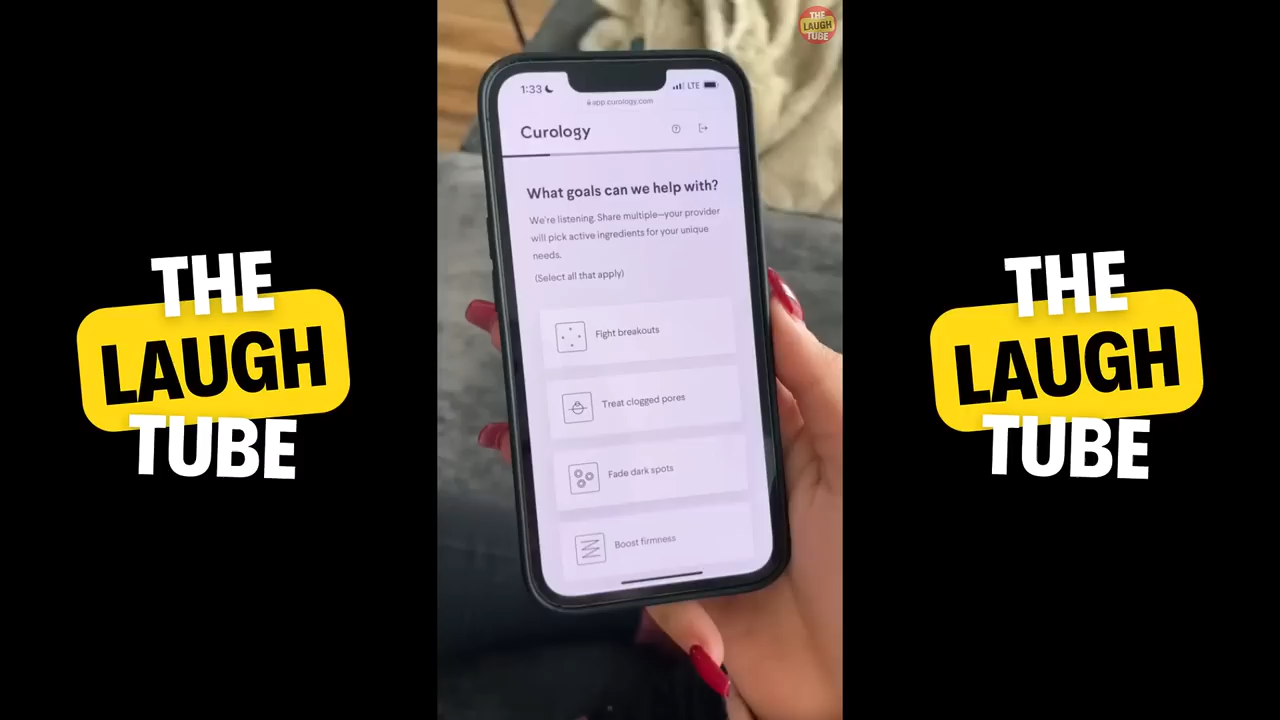 THE
LAUGH
TUBE
THE
LAUGH
TUBE
1:33
LTE
app.curology.com
Curology
What goals can we help with?
We're listening. Share multiple—your provider
will pick active ingredients for your unique
needs.
(Select all that apply)
Fight breakouts
Treat clogged pores
Fade dark spots
Boost firmness
THE
LAUGH
TUBE